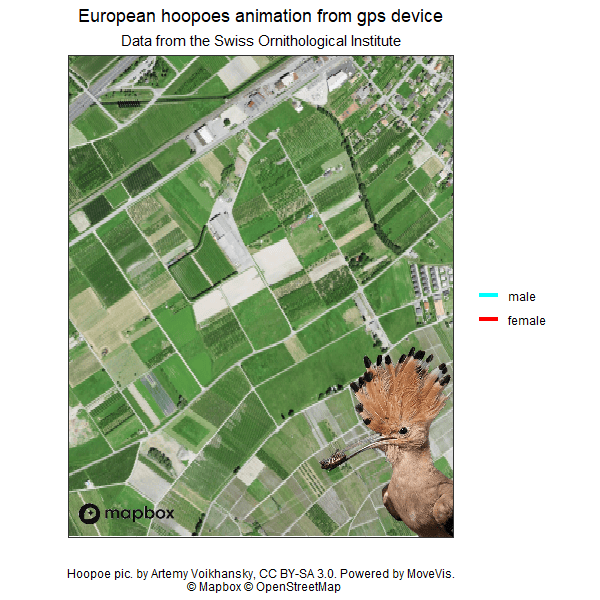 European hoopoes animation from gps device
Data from the Swiss Ornithological Institute
male
female
mapbox
Hoopoe pic. by Artemy Voikhansky, CC BY-SA 3.0. Powered by MoveVis.
© Mapbox © OpenStreetMap